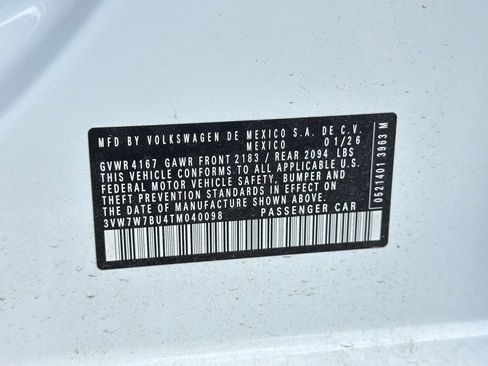 MFD BY VOLKSWAGEN DE MEXICO S.A. DE C.V.
MEXICO 01/26
GVWR 4167 GAWR FRONT 2183 / REAR 2094 LBS
THIS VEHICLE CONFORMS TO ALL APPLICABLE U.S.
FEDERAL MOTOR VEHICLE SAFETY, BUMPER AND
THEFT PREVENTION STANDARDS IN EFFECT ON
THE DATE OF MANUFACTURE SHOWN ABOVE.
3VW7W7BU4TM040098 PASSENGER CAR
0521401 3963 M